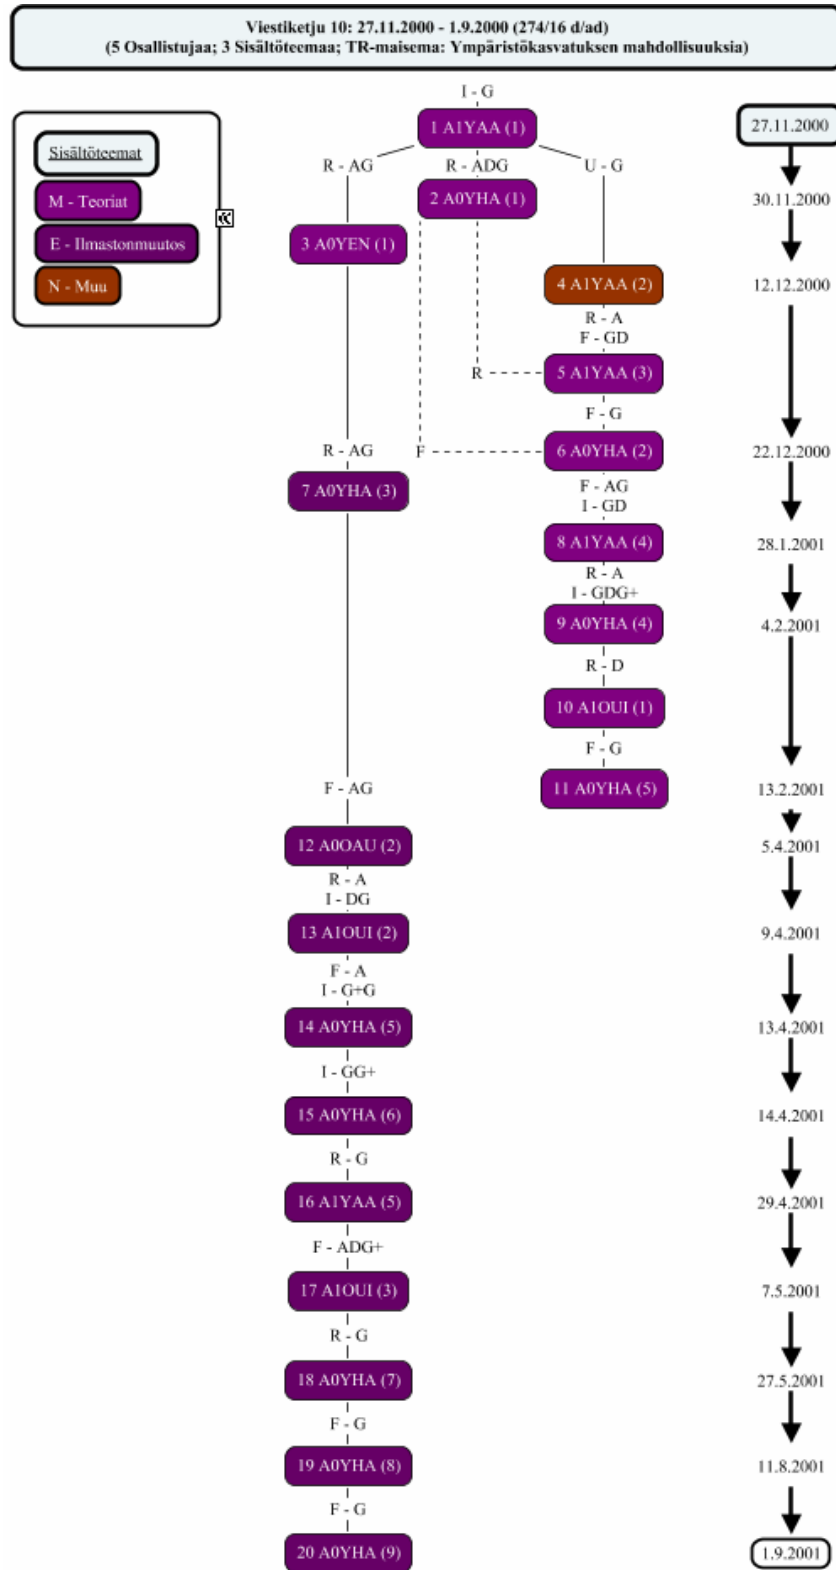 Viestiketju 10: 27.11.2000 - 1.9.2000 (274/16 d/ad)
(5 Osallistujaa; 3 Sisältöteemaa; TR-maisema: Ympäristökasvatuksen mahdollisuuksia)
I - G
1 A1YAA (1)
27.11.2000
Sisältöteemat
M - Teoriat
E - Ilmastonmuutos
N - Muu
R - AG
R - ADG
U - G
2 A0YHA (1)
30.11.2000
3 A0YEN (1)
4 A1YAA (2)
12.12.2000
R - A
F - GD
R
5 A1YAA (3)
F - G
R - AG
F
6 A0YHA (2)
22.12.2000
7 A0YHA (3)
F - AG
I - GD
8 A1YAA (4)
28.1.2001
R - A
I - GDG+
9 A0YHA (4)
4.2.2001
R - D
10 A1OUI (1)
F - G
F - AG
11 A0YHA (5)
13.2.2001
12 A0OAU (2)
5.4.2001
R - A
I - DG
13 A1OUI (2)
9.4.2001
F - A
I - G+G
14 A0YHA (5)
13.4.2001
I - GG+
15 A0YHA (6)
14.4.2001
R - G
16 A1YAA (5)
29.4.2001
F - ADG+
17 A1OUI (3)
7.5.2001
R - G
18 A0YHA (7)
27.5.2001
F - G
19 A0YHA (8)
11.8.2001
F - G
20 A0YHA (9)
1.9.2001